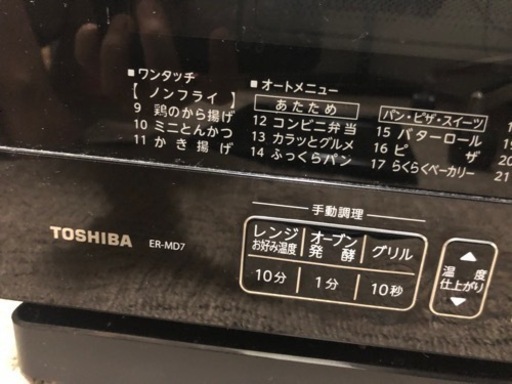 ■ ワンタッチ
【 ノンフライ 】
9 鶏のから揚げ
10 ミニとんかつ
11 かき揚げ
■ オートメニュー
あたため
12 コンビニ弁当
13 カラッとグルメ
14 ふっくらパン
パン・ピザ・スイーツ
15 バターロール
16 ピザ
17 らくらくベーカリー
21
手動調理
レンジ オーブン グリル
お好み温度 発酵
10分 1分 10秒
温度
仕上がり
TOSHIBA ER-MD7